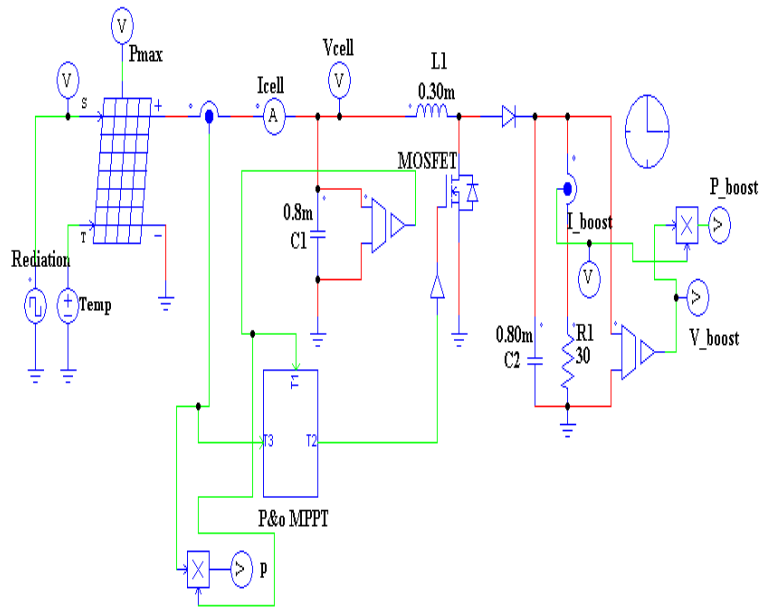 V
Pmax
V
S
+
T
−
Rediation
Temp
Icell
A
Vcell
V
L1
0.30m
MOSFET
0.8m
C1
I_boost
V
P_boost
V
V
V_boost
0.80m
C2
R1
30
T1
T3
T2
P&o MPPT
V
p